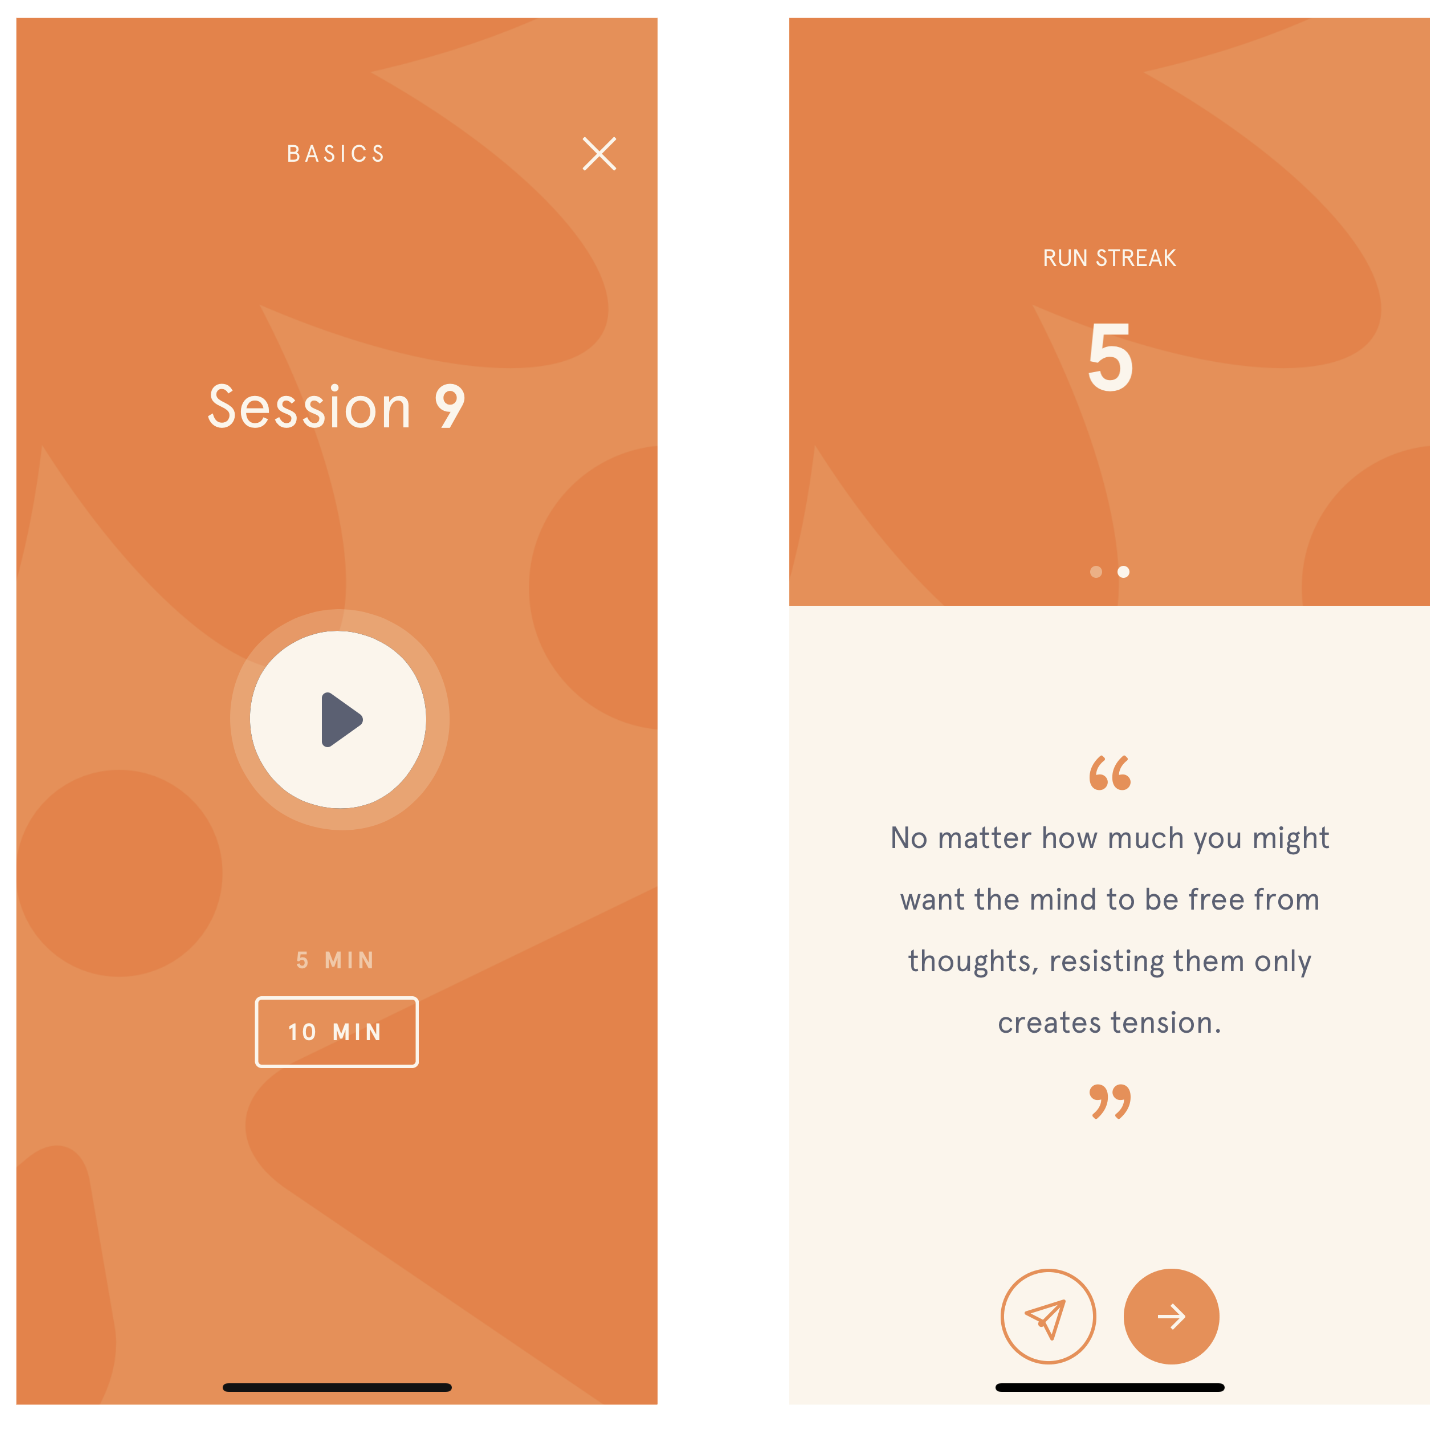 BASICS
Session 9
5 MIN
10 MIN
RUN STREAK
5
“
No matter how much you might
want the mind to be free from
thoughts, resisting them only
creates tension.
”